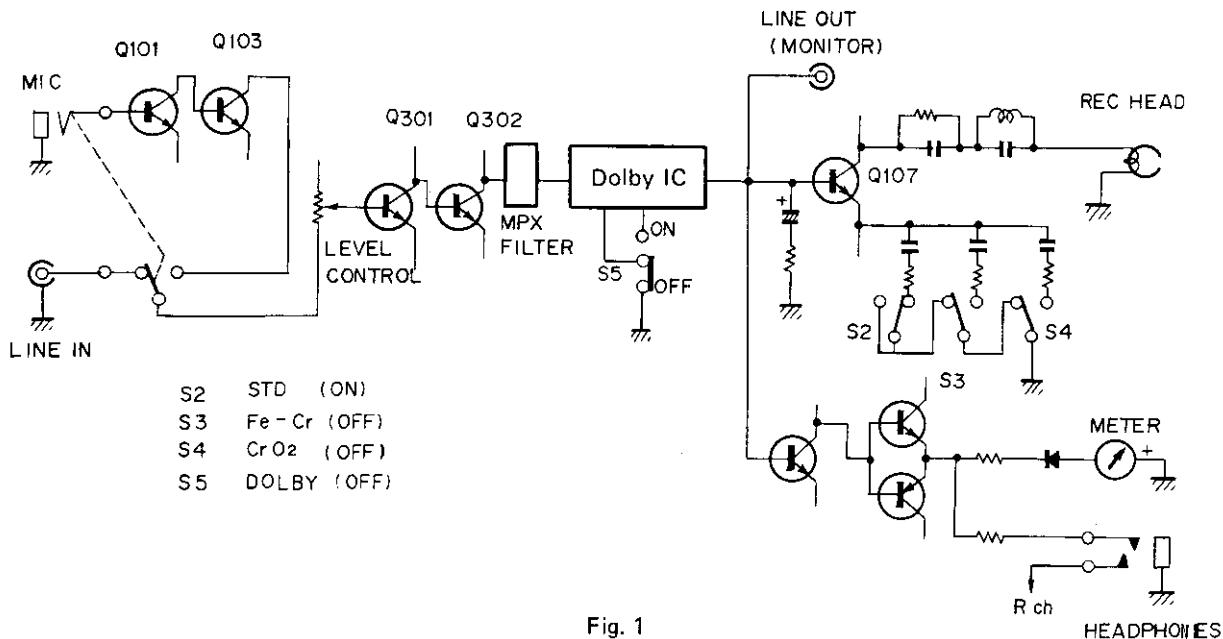 LINE OUT
(MONITOR)
Q101
Q103
MIC
Q301
Q302
REC HEAD
Dolby IC
Q107
MPX
FILTER
LEVEL
CONTROL
ON
S5
OFF
+
S2
S4
S3
LINE IN
S2 STD (ON)
S3 Fe-Cr (OFF)
S4 CrO2 (OFF)
S5 DOLBY (OFF)
METER
+
R ch
HEADPHONES
Fig. 1